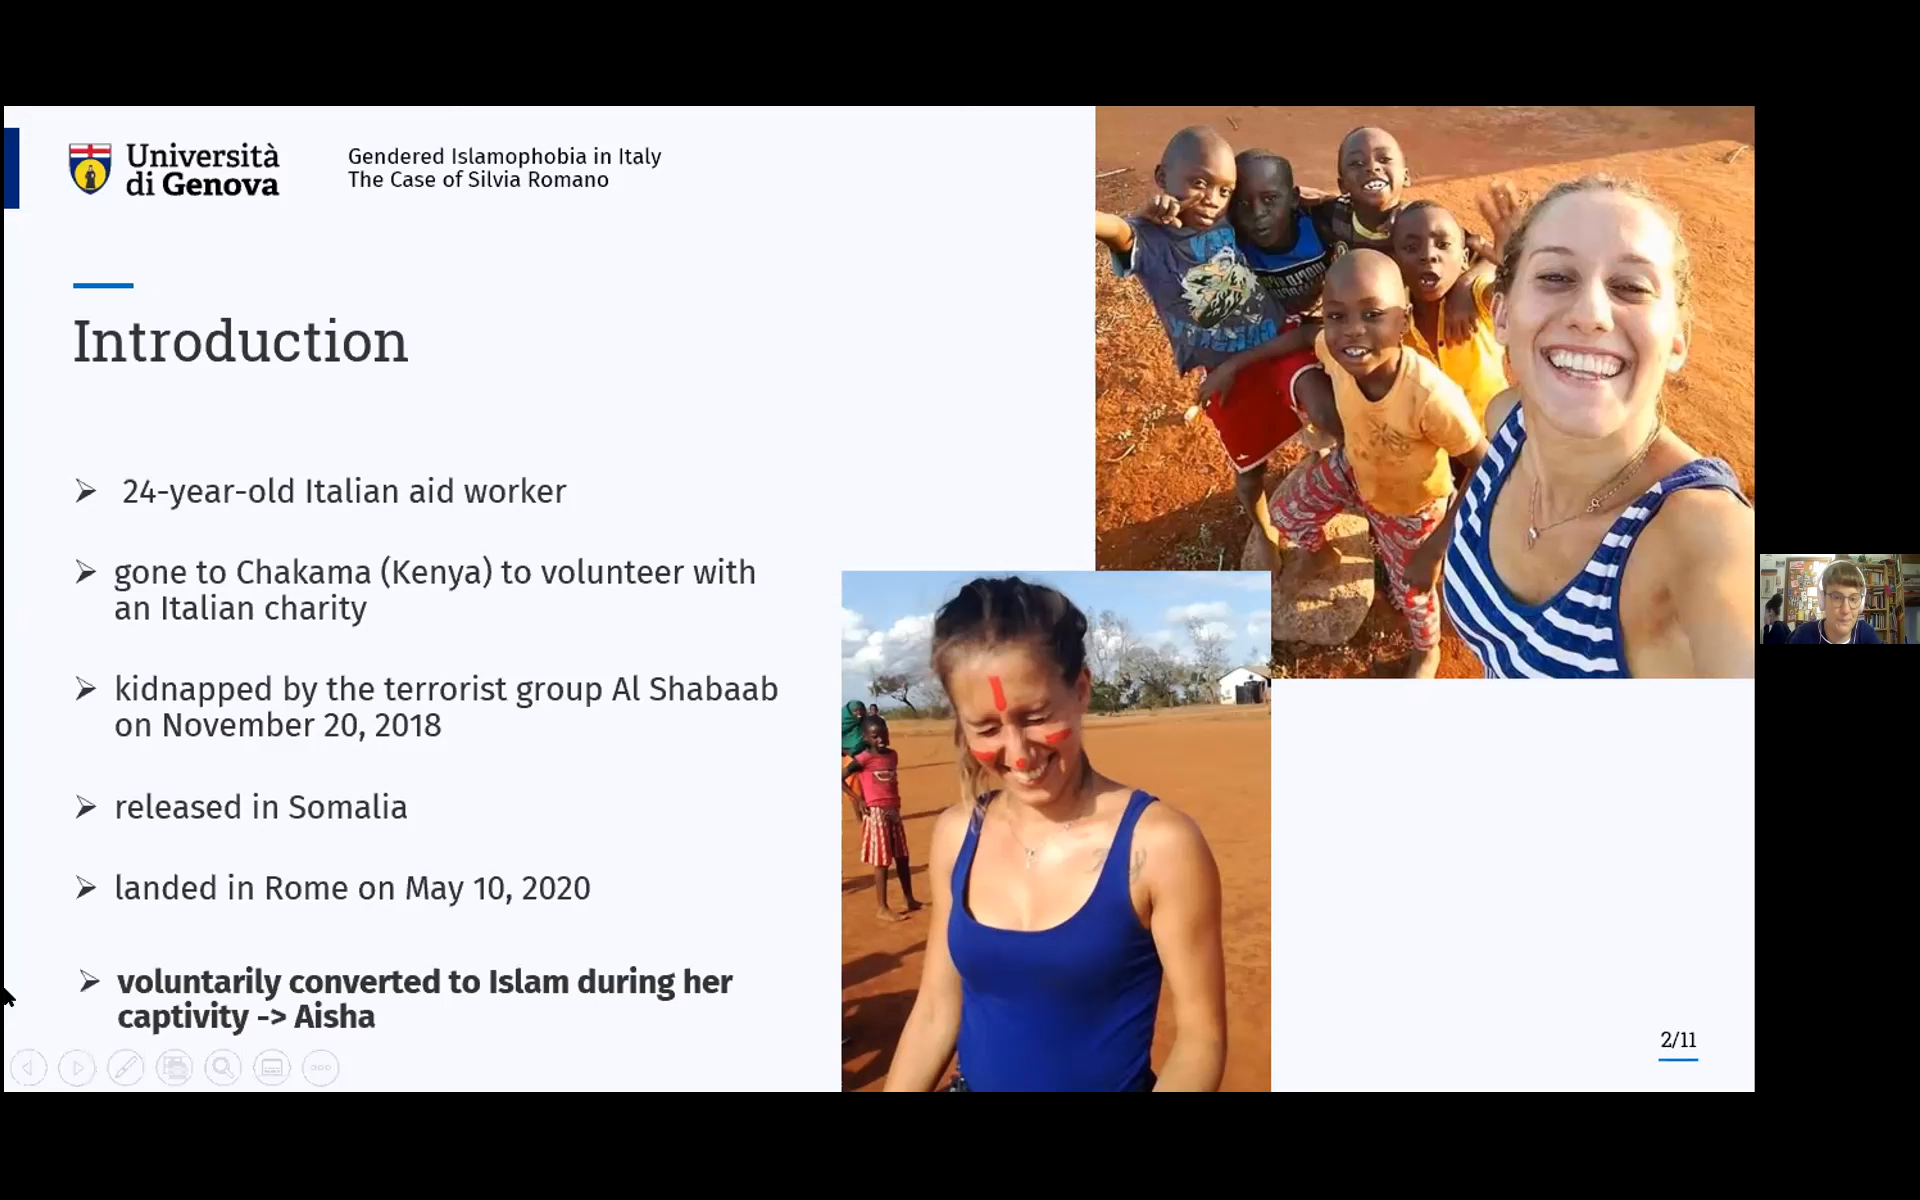 Università
di Genova
Gendered Islamophobia in Italy
The Case of Silvia Romano
Introduction
24-year-old Italian aid worker
gone to Chakama (Kenya) to volunteer with
an Italian charity
kidnapped by the terrorist group Al Shabaab
on November 20, 2018
released in Somalia
landed in Rome on May 10, 2020
voluntarily converted to Islam during her
captivity -> Aisha
2/11